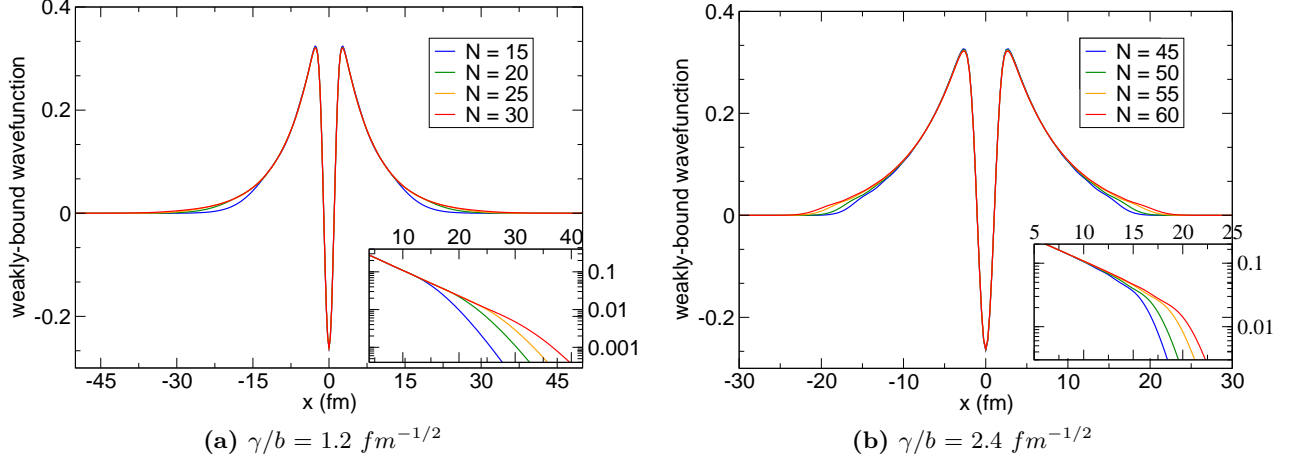 0.4
0.2
0
-0.2
weakly-bound wavefunction
N = 15
N = 20
N = 25
N = 30
10 20 30 40
0.1
0.01
0.001
-45 -30 -15 0 15 30 45
x (fm)
(a) γ/b = 1.2 fm^{-1/2}
0.4
0.2
0
-0.2
weakly-bound wavefunction
N = 45
N = 50
N = 55
N = 60
5 10 15 20 25
0.1
0.01
-30 -20 -10 0 10 20 30
x (fm)
(b) γ/b = 2.4 fm^{-1/2}